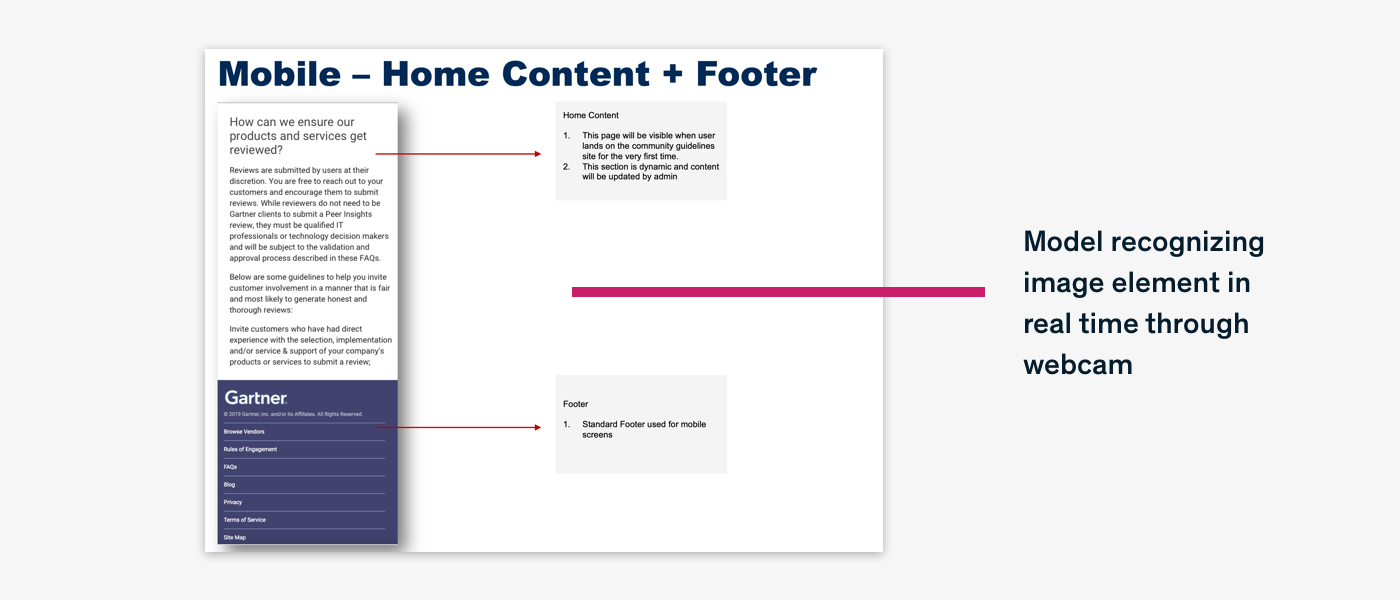 Mobile – Home Content + Footer
How can we ensure our
products and services get
reviewed?
Reviews are submitted by users at their
discretion. You are free to reach out to your
customers and encourage them to submit
reviews. While reviewers do not need to be
Gartner clients to submit a Peer Insights
review, they must be qualified IT
professionals or technology decision makers
and will be subject to the validation and
approval process described in these FAQs.
Below are some guidelines to help you invite
customer involvement in a manner that is fair
and most likely to generate honest and
thorough reviews:
Invite customers who have had direct
experience with the selection, implementation
and/or service & support of your company's
products or services to submit a review;
Gartner
© 2019 Gartner, Inc. and/or its Affiliates. All Rights Reserved.
Browse Vendors
Rules of Engagement
FAQs
Blog
Privacy
Terms of Service
Site Map
Home Content
1. This page will be visible when user
lands on the community guidelines
site for the very first time.
2. This section is dynamic and content
will be updated by admin
Footer
1. Standard Footer used for mobile
screens
Model recognizing
image element in
real time through
webcam